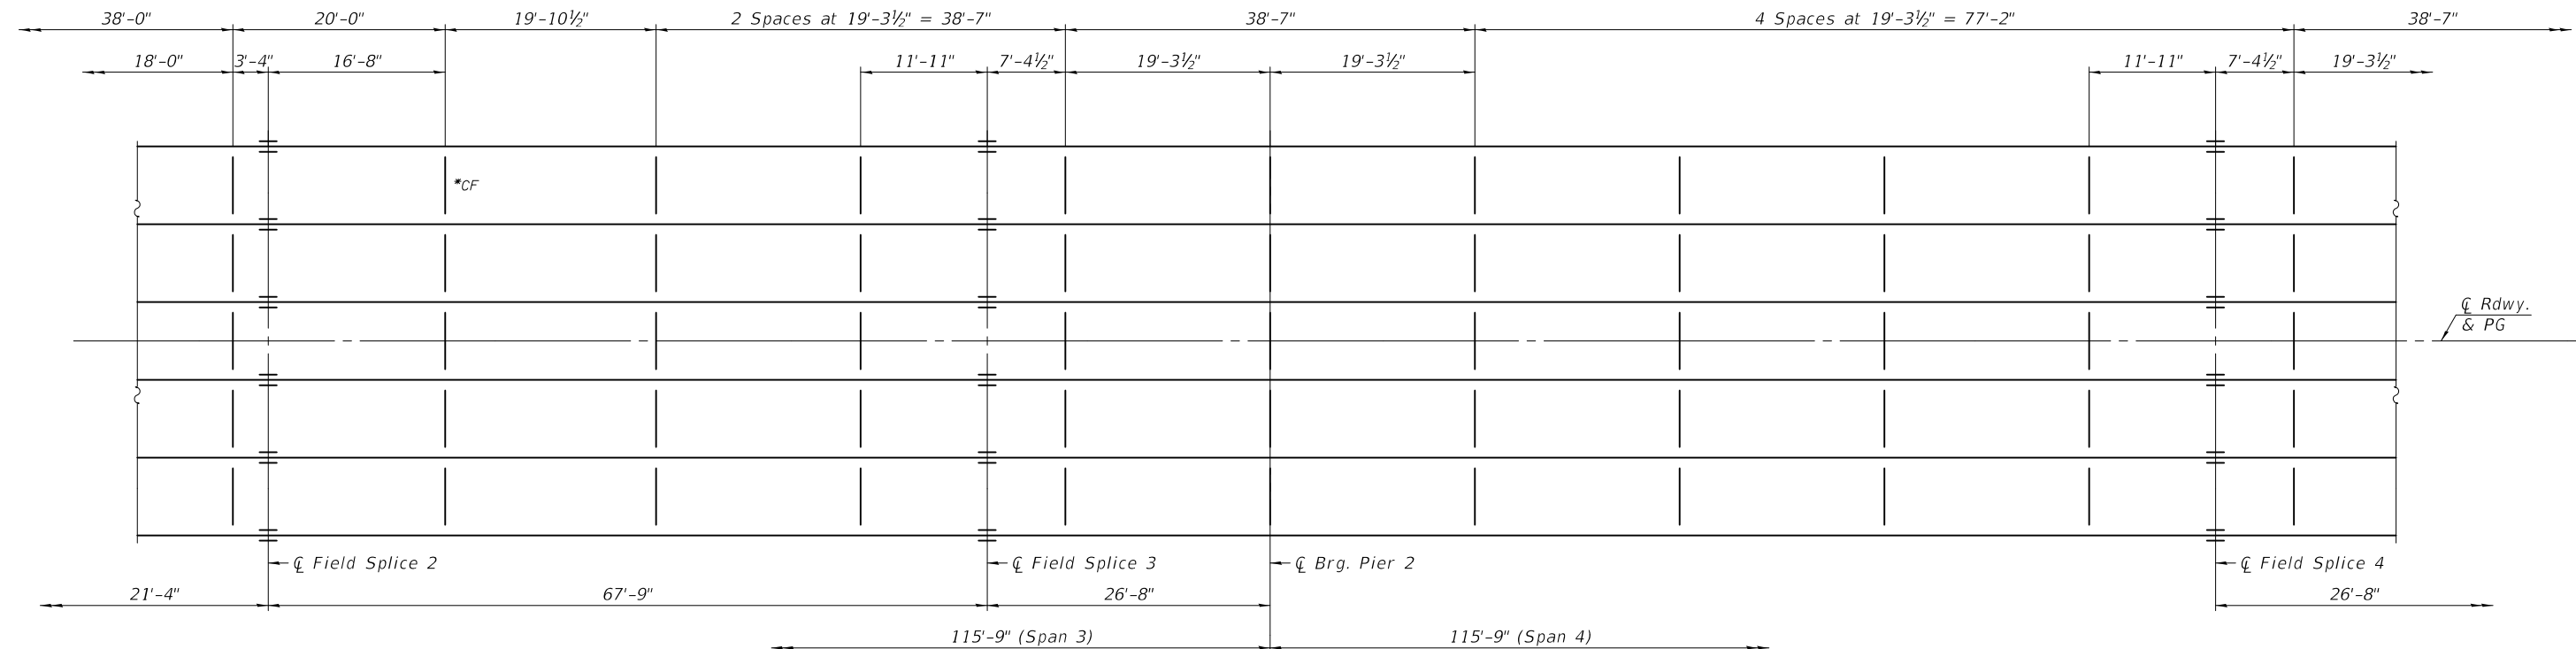 38'-0" 20'-0" 19'-10½" 2 Spaces at 19'-3½" = 38'-7" 38'-7" 4 Spaces at 19'-3½" = 77'-2" 38'-7"
18'-0" 3'-4" 16'-8" 11'-11" 7'-4½" 19'-3½" 19'-3½" 11'-11" 7'-4½" 19'-3½"
*CF
℄ Rdwy.
& PG
℄ Field Splice 2 ℄ Field Splice 3 ℄ Brg. Pier 2 ℄ Field Splice 4
21'-4" 67'-9" 26'-8" 26'-8"
115'-9" (Span 3) 115'-9" (Span 4)